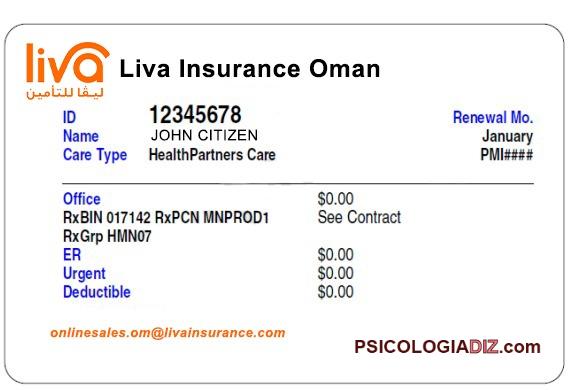 liva
ليڤا للتأمين
Liva Insurance Oman
ID 12345678 Renewal Mo.
Name JOHN CITIZEN January
Care Type HealthPartners Care PMI####
Office $0.00
RxBIN 017142 RxPCN MNPROD1 See Contract
RxGrp HMN07
ER $0.00
Urgent $0.00
Deductible $0.00
onlinesales.om@livainsurance.com
PSICOLOGIADIZ.com